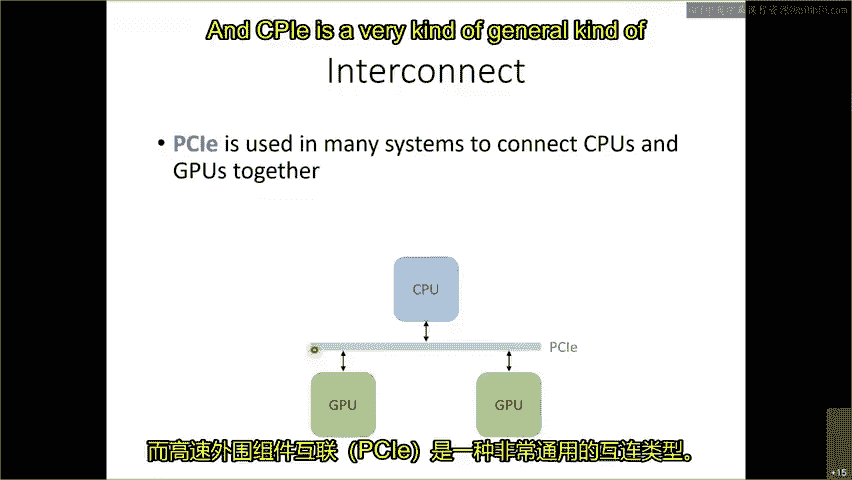 And CPIe is a very kind of general kind of
Interconnect
• PCIe is used in many systems to connect CPUs and
GPUs together
CPU
PCIe
GPU
GPU
而高速外围组件互联（PCIe）是一种非常通用的互连类型。
+15